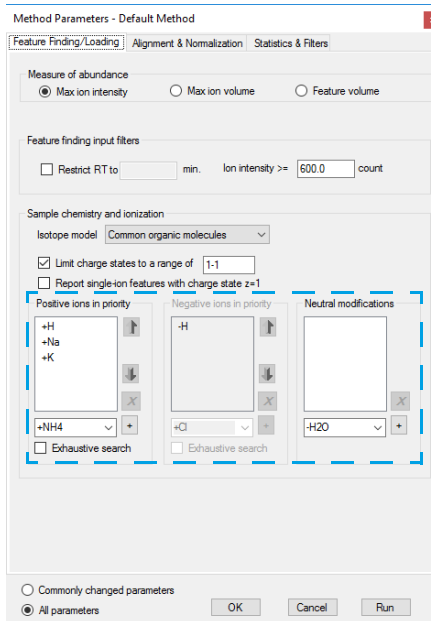 Method Parameters - Default Method
Feature Finding/Loading Alignment & Normalization Statistics & Filters
Measure of abundance
Max ion intensity Max ion volume Feature volume
Feature finding input filters
Restrict RT to min. Ion intensity >= 600.0 count
Sample chemistry and ionization
Isotope model Common organic molecules
Limit charge states to a range of 1-1
Report single-ion features with charge state z=1
Positive ions in priority Negative ions in priority Neutral modifications
+H -H
+Na
+K
+NH4 + +Cl + -H2O +
Exhaustive search Exhaustive search
Commonly changed parameters
All parameters OK Cancel Run